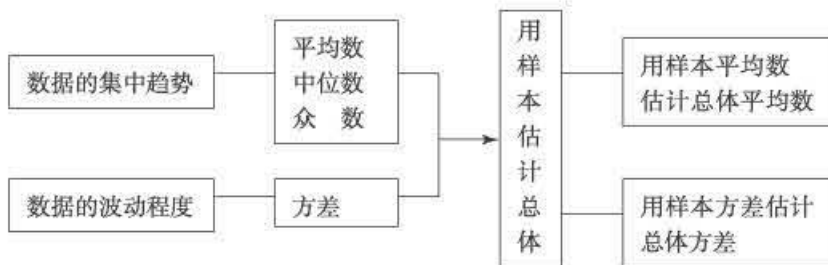 数据的集中趋势
平均数
中位数
众 数
数据的波动程度
方差
用
样
本
估
计
总
体
用样本平均数
估计总体平均数
用样本方差估计
总体方差